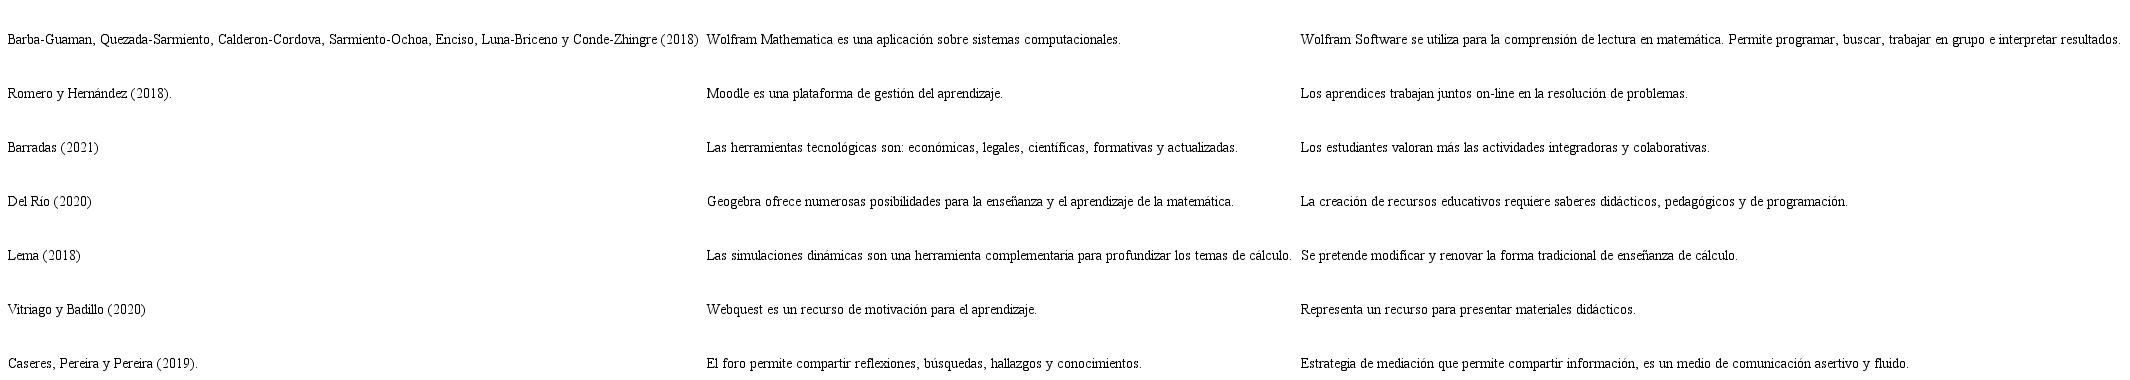 Barba-Guaman, Quezada-Sarmiento, Calderon-Cordova, Sarmiento-Ochoa, Enciso, Luna-Briceno y Conde-Zhingre (2018) Wolfram Mathematica es una aplicación sobre sistemas computacionales. Wolfram Software se utiliza para la comprensión de lectura en matemática. Permite programar, buscar, trabajar en grupo e interpretar resultados.
Romero y Hernández (2018). Moodle es una plataforma de gestión del aprendizaje. Los aprendices trabajan juntos on-line en la resolución de problemas.
Barradas (2021) Las herramientas tecnológicas son: económicas, legales, científicas, formativas y actualizadas. Los estudiantes valoran más las actividades integradoras y colaborativas.
Del Río (2020) Geogebra ofrece numerosas posibilidades para la enseñanza y el aprendizaje de la matemática. La creación de recursos educativos requiere saberes didácticos, pedagógicos y de programación.
Lema (2018) Las simulaciones dinámicas son una herramienta complementaria para profundizar los temas de cálculo. Se pretende modificar y renovar la forma tradicional de enseñanza de cálculo.
Vitriago y Badillo (2020) Webquest es un recurso de motivación para el aprendizaje. Representa un recurso para presentar materiales didácticos.
Caseres, Pereira y Pereira (2019). El foro permite compartir reflexiones, búsquedas, hallazgos y conocimientos. Estrategia de mediación que permite compartir información, es un medio de comunicación asertivo y fluido.